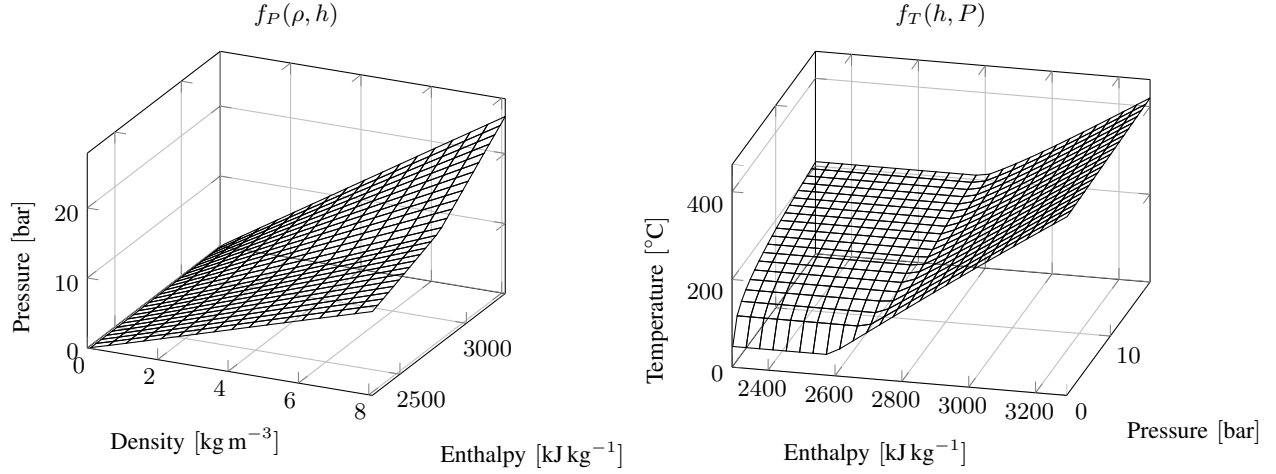 f_P(ρ, h)
20
10
0
Pressure [bar]
0
2
4
6
8
Density [kg m⁻³]
2500
3000
Enthalpy [kJ kg⁻¹]
f_T(h, P)
400
200
0
Temperature [°C]
2400
2600
2800
3000
3200
Enthalpy [kJ kg⁻¹]
0
10
Pressure [bar]